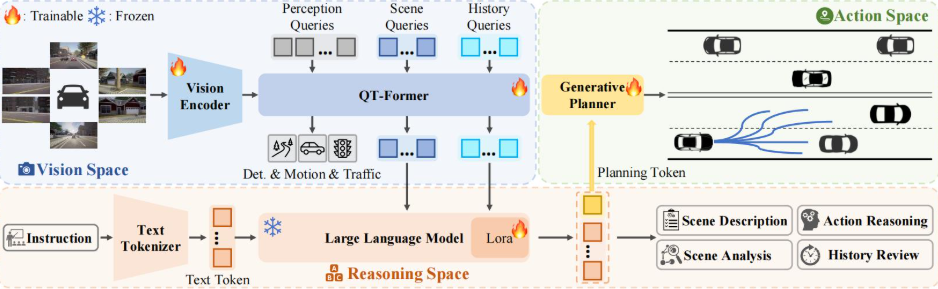 : Trainable
: Frozen
Perception
Queries
Scene
Queries
History
Queries
Action Space
Vision
Encoder
QT-Former
Generative
Planner
Det. & Motion & Traffic
Vision Space
Planning Token
Instruction
Text
Tokenizer
Text Token
Large Language Model
Lora
A
B C
Reasoning Space
Scene Description
Action Reasoning
Scene Analysis
History Review